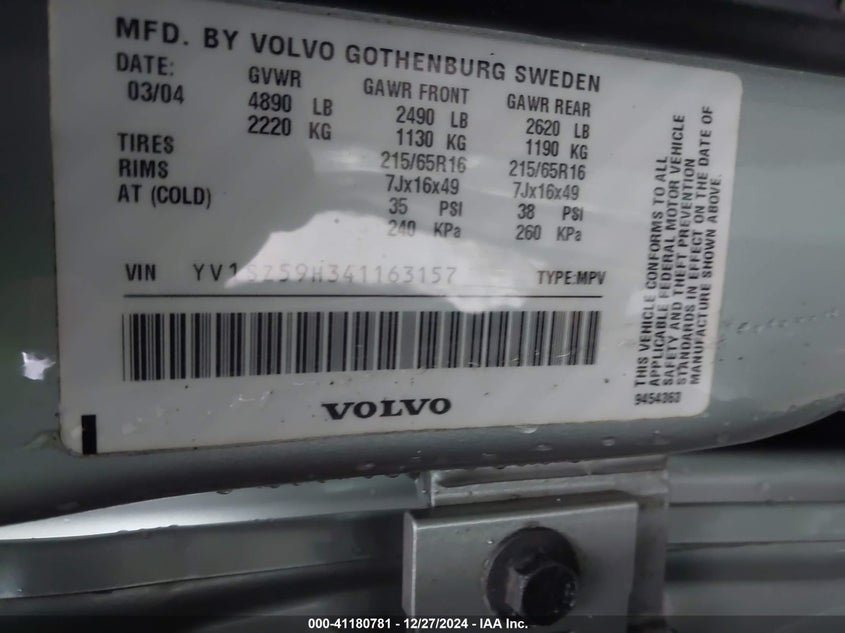 MFD. BY VOLVO GOTHENBURG SWEDEN
DATE: GVWR GAWR FRONT GAWR REAR
03/04 4890 LB 2490 LB 2620 LB
2220 KG 1130 KG 1190 KG
TIRES 215/65R16 215/65R16
RIMS 7Jx16x49 7Jx16x49
AT (COLD) 35 PSI 38 PSI
240 KPa 260 KPa
VIN YV1SZ59H341163157 TYPE:MPV
VOLVO
THIS VEHICLE CONFORMS TO ALL
APPLICABLE FEDERAL MOTOR VEHICLE
SAFETY AND THEFT PREVENTION
STANDARDS IN EFFECT ON THE DATE OF
MANUFACTURE SHOWN ABOVE.
9454363
000-41180781 - 12/27/2024 - IAA Inc.